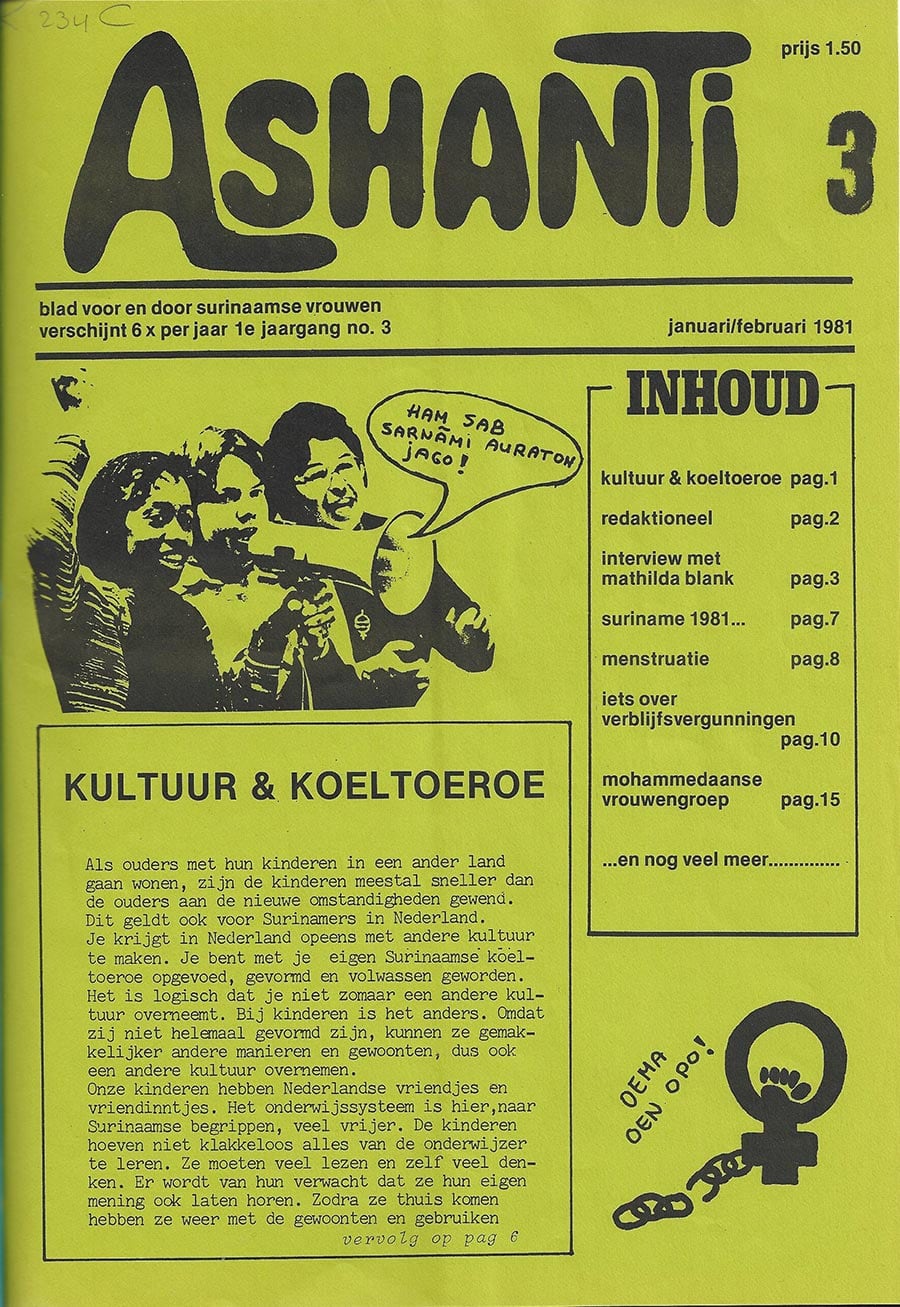 234 C
ASHANTi
prijs 1.50
3
blad voor en door surinaamse vrouwen
verschijnt 6 x per jaar 1e jaargang no. 3
januari/februari 1981
HAM SAB
SARNĀMi AURATON
jAGO!
INHOUD
kultuur & koeltoeroe pag.1
redaktioneel pag.2
interview met
mathilda blank pag.3
suriname 1981... pag.7
menstruatie pag.8
iets over
verblijfsvergunningen
pag.10
mohammedaanse
vrouwengroep pag.15
...en nog veel meer..............
KULTUUR & KOELTOEROE
Als ouders met hun kinderen in een ander land
gaan wonen, zijn de kinderen meestal sneller dan
de ouders aan de nieuwe omstandigheden gewend.
Dit geldt ook voor Surinamers in Nederland.
Je krijgt in Nederland opeens met andere kultuur
te maken. Je bent met je eigen Surinaamse koel-
toeroe opgevoed, gevormd en volwassen geworden.
Het is logisch dat je niet zomaar een andere kul-
tuur overneemt. Bij kinderen is het anders. Omdat
zij niet helemaal gevormd zijn, kunnen ze gemak-
kelijker andere manieren en gewoonten, dus ook
een andere kultuur overnemen.
Onze kinderen hebben Nederlandse vriendjes en
vriendinntjes. Het onderwijssysteem is hier,naar
Surinaamse begrippen, veel vrijer. De kinderen
hoeven niet klakkeloos alles van de onderwijzer
te leren. Ze moeten veel lezen en zelf veel den-
ken. Er wordt van hun verwacht dat ze hun eigen
mening ook laten horen. Zodra ze thuis komen
hebben ze weer met de gewoonten en gebruiken
vervolg op pag 6
OEMA
OEN OPO!